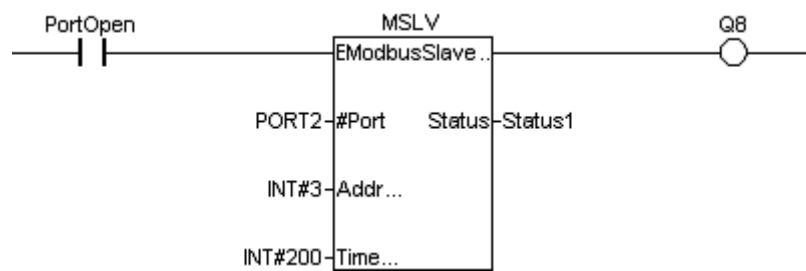 PortOpen MSLV Q8
EModbusSlave..
PORT2 #Port Status Status1
INT#3 Addr...
INT#200 Time...